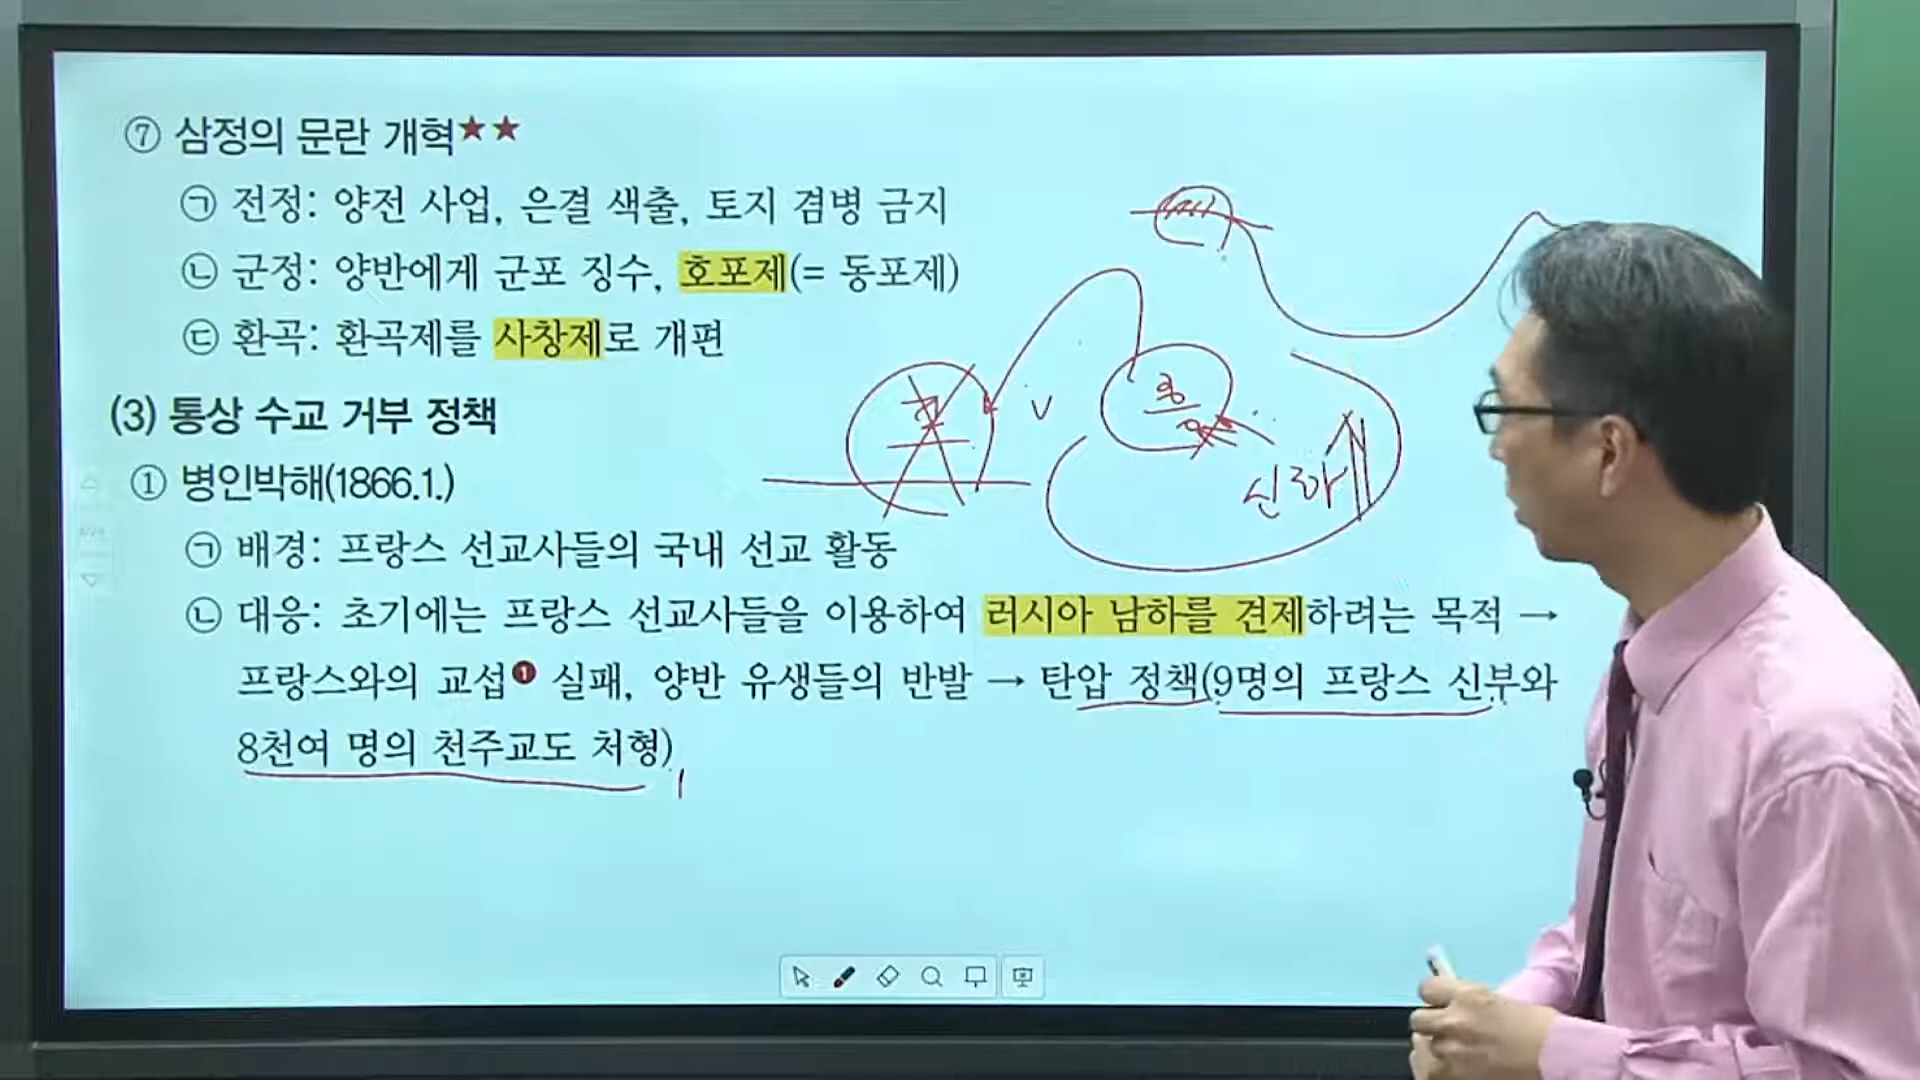 ⑦ 삼정의 문란 개혁★★
㉠ 전정: 양전 사업, 은결 색출, 토지 겸병 금지
㉡ 군정: 양반에게 군포 징수, 호포제(= 동포제)
㉢ 환곡: 환곡제를 사창제로 개편
(3) 통상 수교 거부 정책
① 병인박해(1866.1.)
㉠ 배경: 프랑스 선교사들의 국내 선교 활동
㉡ 대응: 초기에는 프랑스 선교사들을 이용하여 러시아 남하를 견제하려는 목적 →
프랑스와의 교섭❶ 실패, 양반 유생들의 반발 → 탄압 정책(9명의 프랑스 신부와
8천여 명의 천주교도 처형)